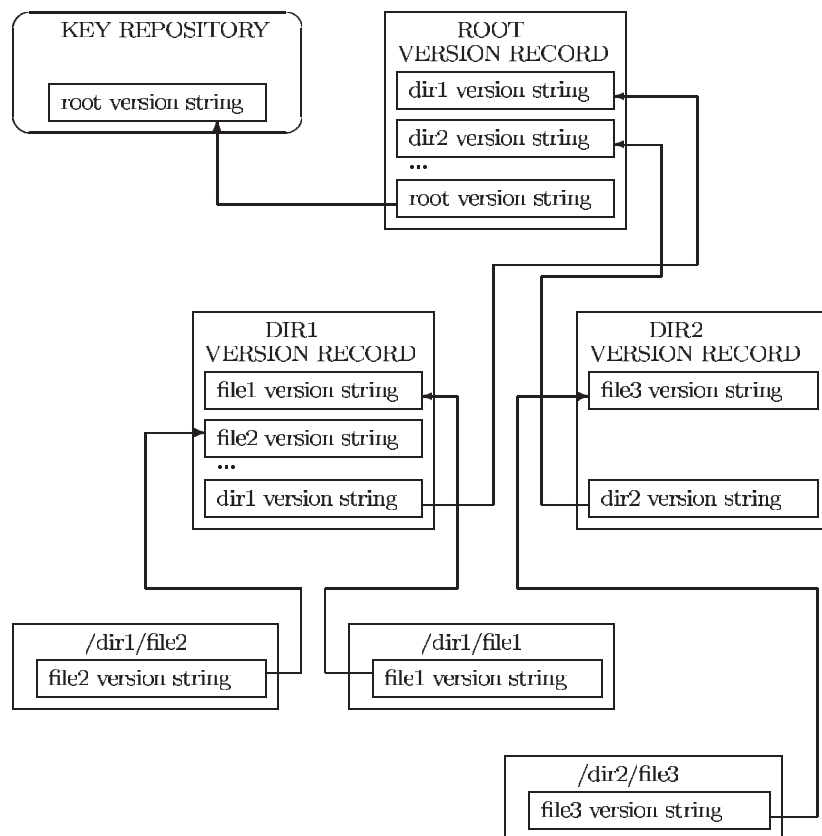 KEY REPOSITORY
root version string
ROOT
VERSION RECORD
dir1 version string
dir2 version string
...
root version string
DIR1
VERSION RECORD
file1 version string
file2 version string
...
dir1 version string
DIR2
VERSION RECORD
file3 version string
dir2 version string
/dir1/file2
file2 version string
/dir1/file1
file1 version string
/dir2/file3
file3 version string